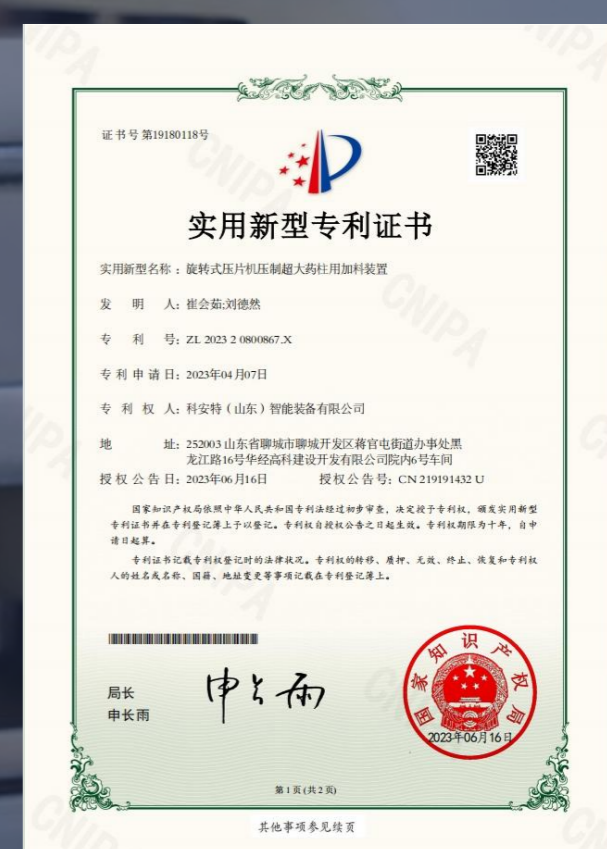 证书号第19180118号
实用新型专利证书
实用新型名称：旋转式压片机压制超大药柱用加料装置
发 明 人：崔会茹;刘德然
专 利 号：ZL 2023 2 0800867.X
专利申请日：2023年04月07日
专 利 权 人：科安特（山东）智能装备有限公司
地 址：252003 山东省聊城市聊城开发区蒋官屯街道办事处黑
龙江路16号华经高科建设开发有限公司院内6号车间
授权公告日：2023年06月16日 授权公告号：CN 219191432 U
国家知识产权局依照中华人民共和国专利法经过初步审查，决定授予专利权，颁发实用新型
专利证书并在专利登记簿上予以登记。专利权自授权公告之日起生效。专利权期限为十年，自申
请日起算。
专利证书记载专利权登记时的法律状况。专利权的转移、质押、无效、终止、恢复和专利权
人的姓名或名称、国籍、地址变更等事项记载在专利登记簿上。
局长
申长雨
申长雨
国家知识产权局
2023年06月16日
第 1 页 (共 2 页)
其他事项参见续页
CNIPA
CNIPA
CNIPA
CNIPA
CNIPA